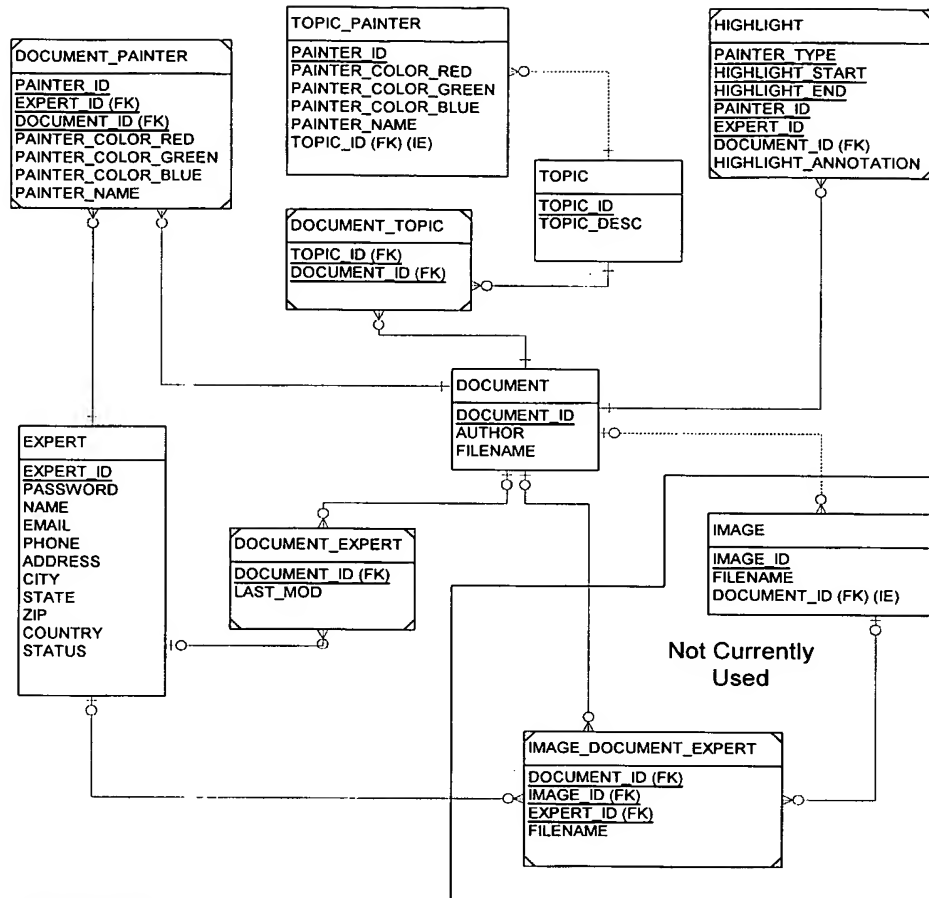 DOCUMENT_PAINTER
PAINTER_ID
EXPERT_ID (FK)
DOCUMENT_ID (FK)
PAINTER_COLOR_RED
PAINTER_COLOR_GREEN
PAINTER_COLOR_BLUE
PAINTER_NAME
TOPIC_PAINTER
PAINTER_ID
PAINTER_COLOR_RED
PAINTER_COLOR_GREEN
PAINTER_COLOR_BLUE
PAINTER_NAME
TOPIC_ID (FK) (IE)
HIGHLIGHT
PAINTER_TYPE
HIGHLIGHT_START
HIGHLIGHT_END
PAINTER_ID
EXPERT_ID
DOCUMENT_ID (FK)
HIGHLIGHT_ANNOTATION
TOPIC
TOPIC_ID
TOPIC_DESC
DOCUMENT_TOPIC
TOPIC_ID (FK)
DOCUMENT_ID (FK)
DOCUMENT
DOCUMENT_ID
AUTHOR
FILENAME
EXPERT
EXPERT_ID
PASSWORD
NAME
EMAIL
PHONE
ADDRESS
CITY
STATE
ZIP
COUNTRY
STATUS
DOCUMENT_EXPERT
DOCUMENT_ID (FK)
LAST_MOD
IMAGE
IMAGE_ID
FILENAME
DOCUMENT_ID (FK) (IE)
Not Currently
Used
IMAGE_DOCUMENT_EXPERT
DOCUMENT_ID (FK)
IMAGE_ID (FK)
EXPERT_ID (FK)
FILENAME